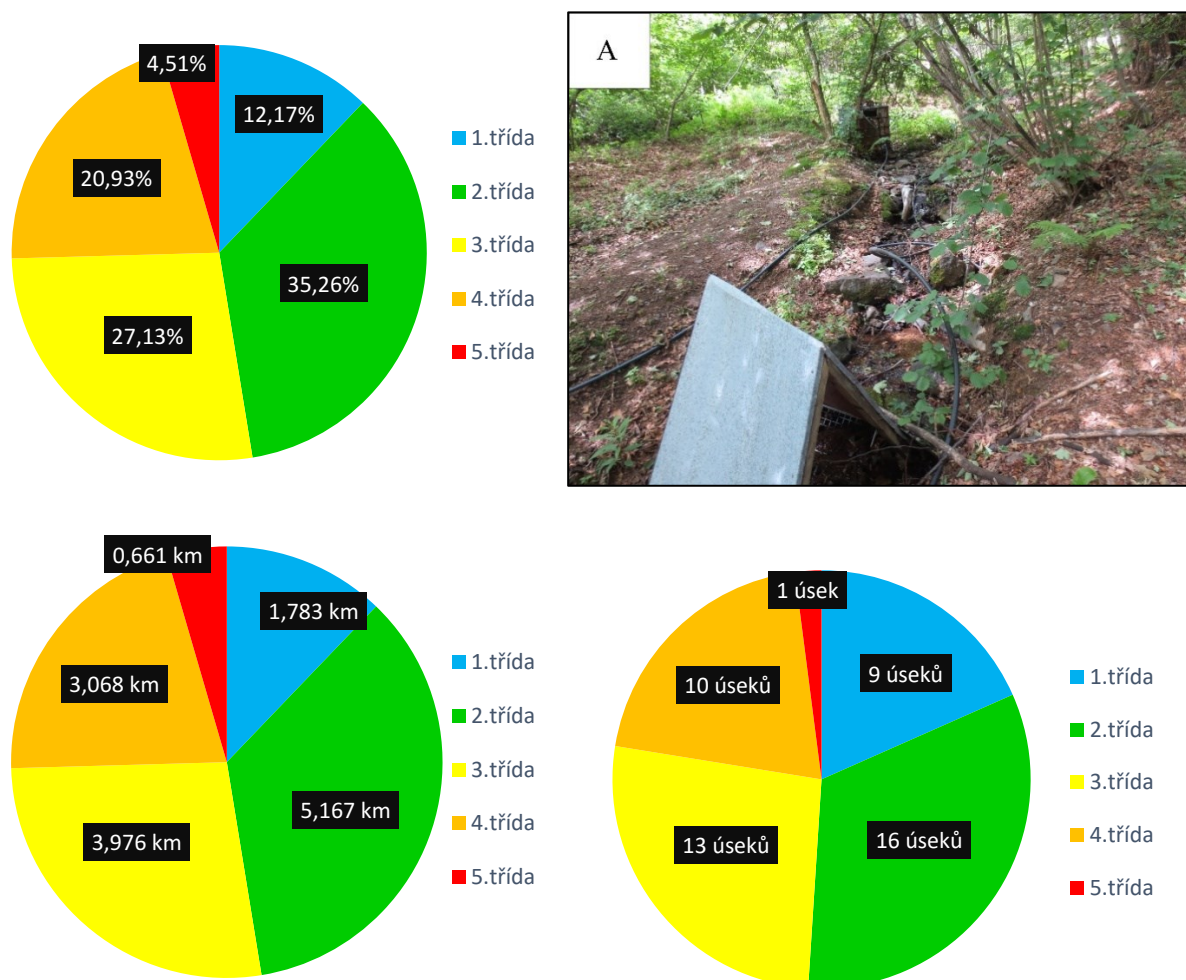 4,51%
12,17%
20,93%
35,26%
27,13%
1.třída
2.třída
3.třída
4.třída
5.třída
A
0,661 km
1,783 km
3,068 km
5,167 km
3,976 km
1.třída
2.třída
3.třída
4.třída
5.třída
1 úsek
9 úseků
10 úseků
13 úseků
16 úseků
1.třída
2.třída
3.třída
4.třída
5.třída